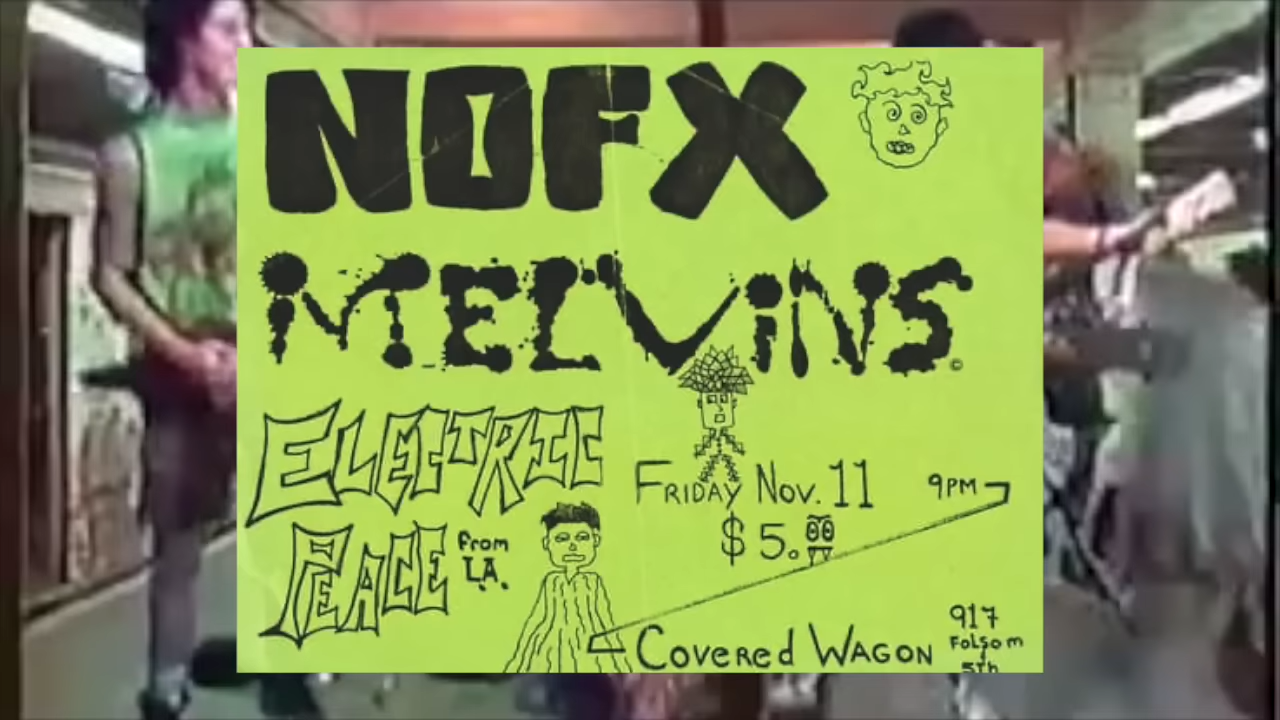 NOFX
MELViNS
©
ELECTRIC
PEACE
from
L.A.
FRIDAY NOV. 11
9PM
$5.00
COVERED WAGON
917
FOLSOM
5Th